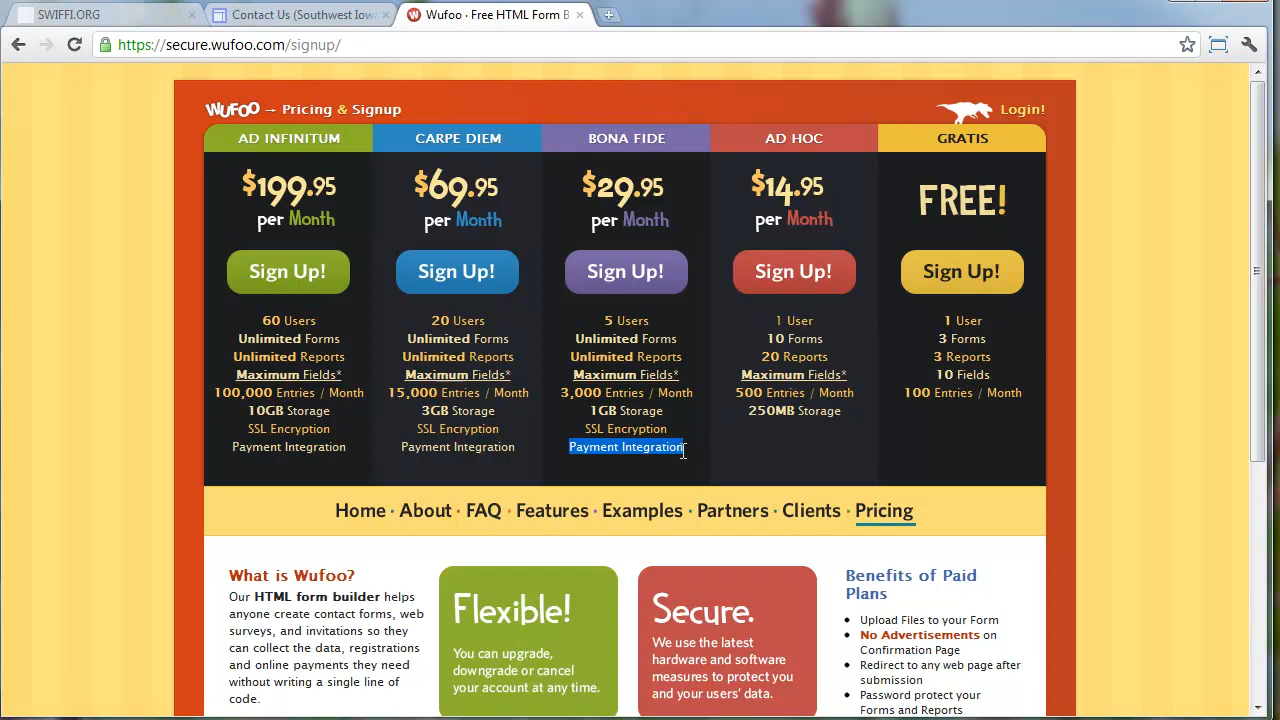 SWIFFI.ORG
Contact Us (Southwest Iowa
Wufoo · Free HTML Form B
https://secure.wufoo.com/signup/
WUFOO → Pricing & Signup
Login!
AD INFINITUM
$199.95
per Month
Sign Up!
60 Users
Unlimited Forms
Unlimited Reports
Maximum Fields*
100,000 Entries / Month
10GB Storage
SSL Encryption
Payment Integration
CARPE DIEM
$69.95
per Month
Sign Up!
20 Users
Unlimited Forms
Unlimited Reports
Maximum Fields*
15,000 Entries / Month
3GB Storage
SSL Encryption
Payment Integration
BONA FIDE
$29.95
per Month
Sign Up!
5 Users
Unlimited Forms
Unlimited Reports
Maximum Fields*
3,000 Entries / Month
1GB Storage
SSL Encryption
Payment Integration
AD HOC
$14.95
per Month
Sign Up!
1 User
10 Forms
20 Reports
Maximum Fields*
500 Entries / Month
250MB Storage
GRATIS
FREE!
Sign Up!
1 User
3 Forms
3 Reports
10 Fields
100 Entries / Month
Home · About · FAQ · Features · Examples · Partners · Clients · Pricing
What is Wufoo?
Our HTML form builder helps
anyone create contact forms, web
surveys, and invitations so they
can collect the data, registrations
and online payments they need
without writing a single line of
code.
Flexible!
You can upgrade,
downgrade or cancel
your account at any time.
Secure.
We use the latest
hardware and software
measures to protect you
and your users' data.
Benefits of Paid
Plans
• Upload Files to your Form
• No Advertisements on
Confirmation Page
• Redirect to any web page after
submission
• Password protect your
Forms and Reports